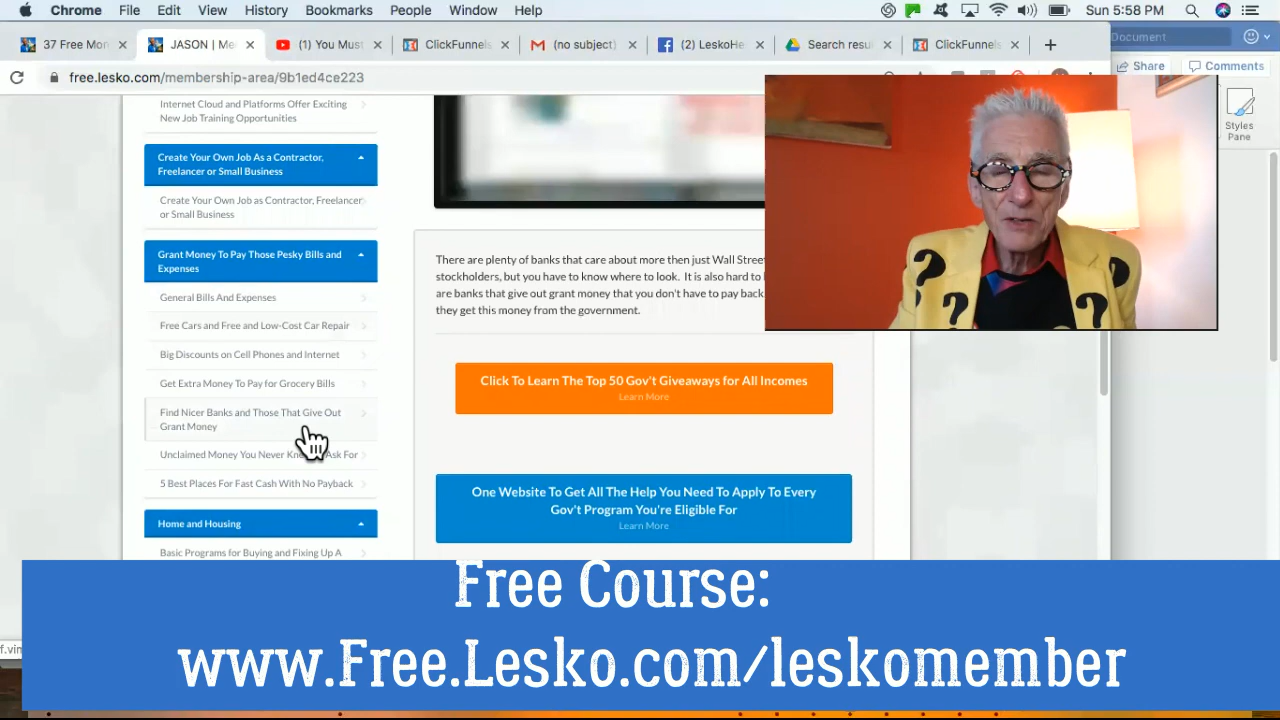 Chrome File Edit View History Bookmarks People Window Help Sun 5:58 PM
37 Free Mon
JASON | Me
(1) You Must
ClickFunnels
(no subject)
(2) LeskoHe
Search resu
ClickFunnels
Document
free.lesko.com/membership-area/9b1ed4ce223
Share
Comments
Styles
Pane
Internet Cloud and Platforms Offer Exciting
New Job Training Opportunities
Create Your Own Job As a Contractor,
Freelancer or Small Business
Create Your Own Job as Contractor, Freelancer
or Small Business
Grant Money To Pay Those Pesky Bills and
Expenses
General Bills And Expenses
Free Cars and Free and Low-Cost Car Repair
Big Discounts on Cell Phones and Internet
Get Extra Money To Pay for Grocery Bills
Find Nicer Banks and Those That Give Out
Grant Money
Unclaimed Money You Never Ask For
5 Best Places For Fast Cash With No Payback
Home and Housing
Basic Programs for Buying and Fixing Up A
There are plenty of banks that care about more then just Wall Street
stockholders, but you have to know where to look. It is also hard to
are banks that give out grant money that you don't have to pay back.
they get this money from the government.
Click To Learn The Top 50 Gov't Giveaways for All Incomes
Learn More
One Website To Get All The Help You Need To Apply To Every
Gov't Program You're Eligible For
Learn More
? ? ? ?
Free Course:
www.Free.Lesko.com/leskomember